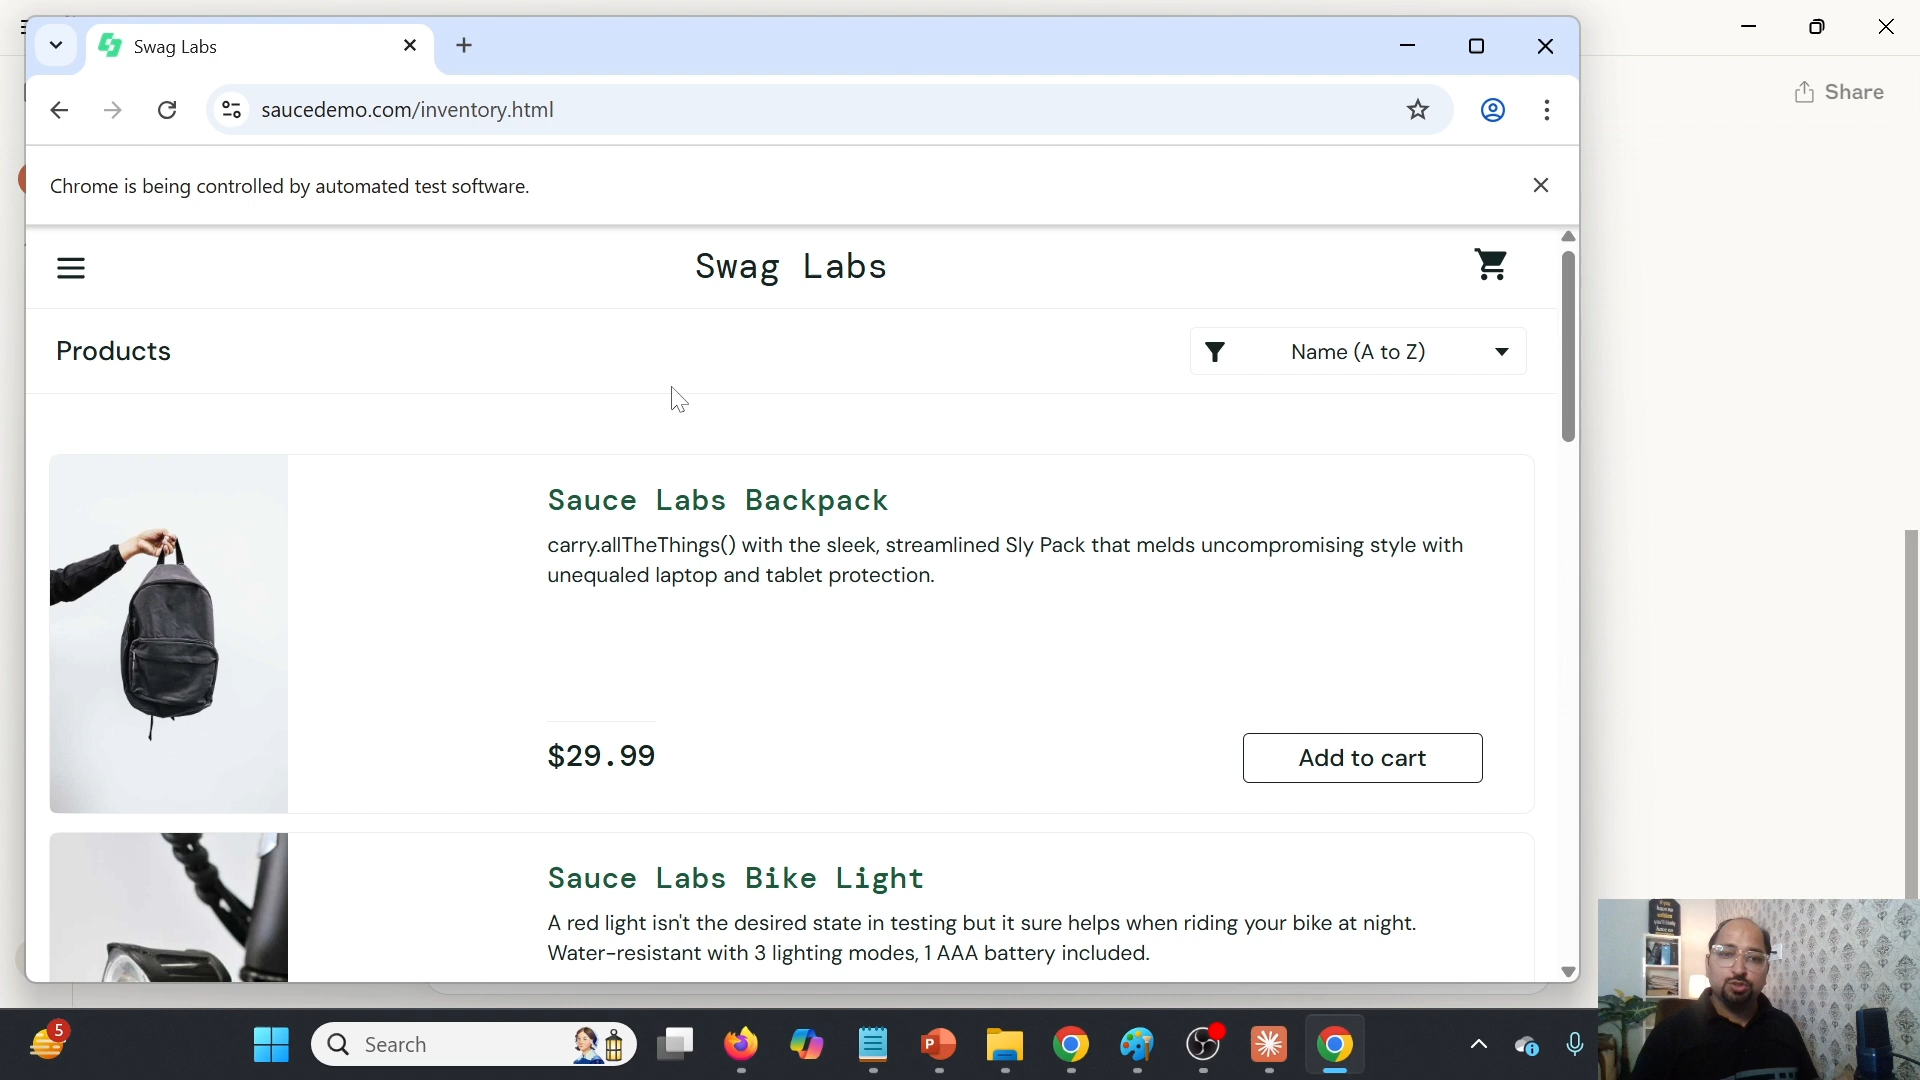 Swag Labs
saucedemo.com/inventory.html
Share
Chrome is being controlled by automated test software.
Swag Labs
Products
Name (A to Z)
Sauce Labs Backpack
carry.allTheThings() with the sleek, streamlined Sly Pack that melds uncompromising style with
unequaled laptop and tablet protection.
$29.99
Add to cart
Sauce Labs Bike Light
A red light isn't the desired state in testing but it sure helps when riding your bike at night.
Water-resistant with 3 lighting modes, 1 AAA battery included.
5
Search
P